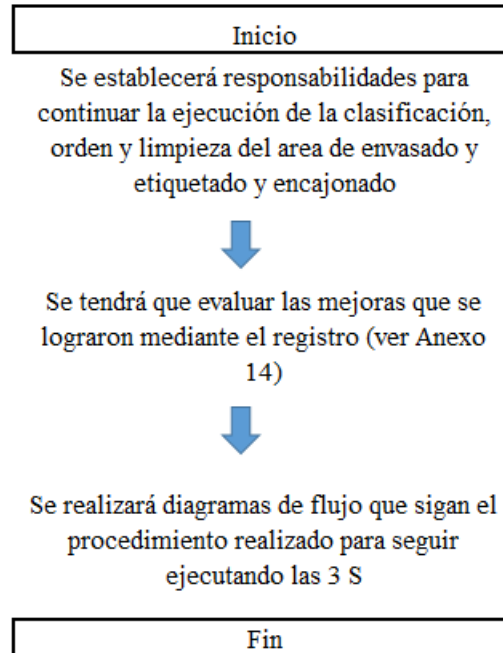 Inicio
Se establecerá responsabilidades para
continuar la ejecución de la clasificación,
orden y limpieza del area de envasado y
etiquetado y encajonado
Se tendrá que evaluar las mejoras que se
lograron mediante el registro (ver Anexo
14)
Se realizará diagramas de flujo que sigan el
procedimiento realizado para seguir
ejecutando las 3 S
Fin